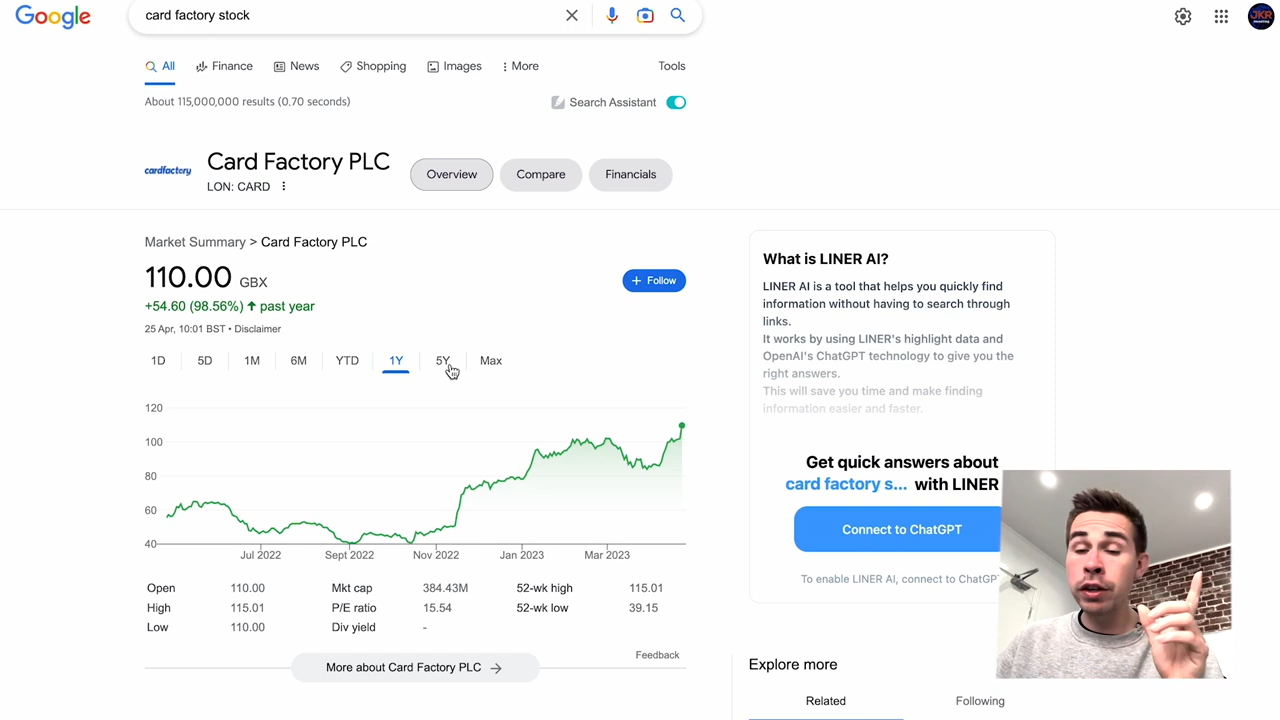 Google
card factory stock
JKR
All
Finance
News
Shopping
Images
More
Tools
About 115,000,000 results (0.70 seconds)
Search Assistant
cardfactory
Card Factory PLC
LON: CARD
Overview
Compare
Financials
Market Summary > Card Factory PLC
110.00 GBX
+ Follow
+54.60 (98.56%) ↑ past year
25 Apr, 10:01 BST • Disclaimer
1D
5D
1M
6M
YTD
1Y
5Y
Max
120
100
80
60
40
Jul 2022
Sept 2022
Nov 2022
Jan 2023
Mar 2023
Open 110.00 Mkt cap 384.43M 52-wk high 115.01
High 115.01 P/E ratio 15.54 52-wk low 39.15
Low 110.00 Div yield -
Feedback
More about Card Factory PLC →
What is LINER AI?
LINER AI is a tool that helps you quickly find
information without having to search through
links.
It works by using LINER's highlight data and
OpenAI's ChatGPT technology to give you the
right answers.
This will save you time and make finding
information easier and faster.
Get quick answers about
card factory s... with LINER
Connect to ChatGPT
To enable LINER AI, connect to ChatGP
Explore more
Related
Following